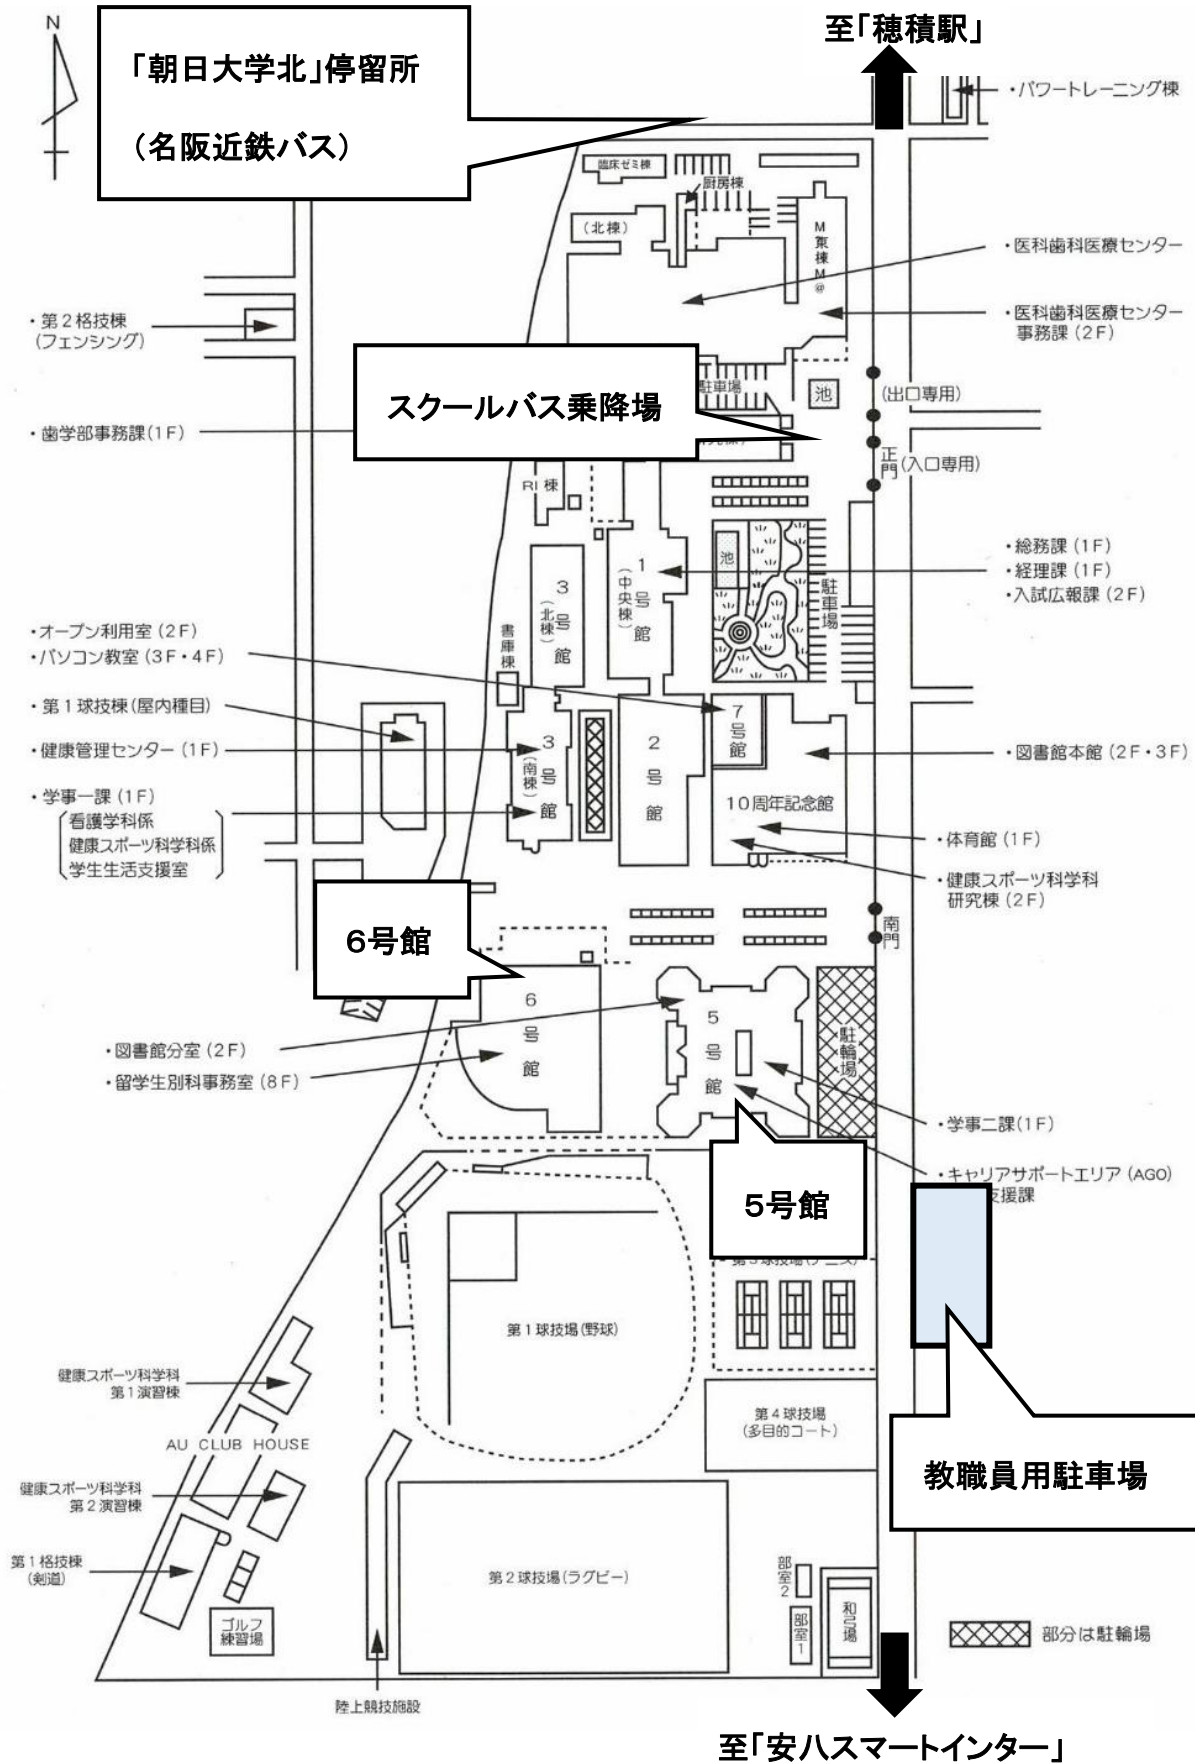 N
「朝日大学北」停留所
(名阪近鉄バス)
至「穂積駅」
・パワートレーニング棟
臨床ゼミ棟
厨房棟
(北棟)
・医科歯科医療センター
・医科歯科医療センター
事務課(2F)
・第2格技棟
(フェンシング)
スクールバス乗降場
駐車場
池
(出口専用)
・歯学部事務課(1F)
正門(入口専用)
RI棟
・総務課(1F)
・経理課(1F)
・入試広報課(2F)
池
駐車場
1号館
(中央棟)
3号館
(北棟)
書庫棟
・オープン利用室(2F)
・パソコン教室(3F・4F)
・第1球技棟(屋内種目)
・健康管理センター(1F)
・学事一課(1F)
看護学科係
健康スポーツ科学科係
学生生活支援室
3号館
(南棟)
2号館
7号館
・図書館本館(2F・3F)
10周年記念館
・体育館(1F)
・健康スポーツ科学科
研究棟(2F)
南門
6号館
6号館
5号館
駐輪場
・図書館分室(2F)
・留学生別科事務室(8F)
・学事二課(1F)
・キャリアサポートエリア(AGO)
支援課
5号館
第1球技場(野球)
健康スポーツ科学科
第1演習棟
第4球技場
(多目的コート)
AU CLUB HOUSE
教職員用駐車場
健康スポーツ科学科
第2演習棟
第1格技棟
(剣道)
第2球技場(ラグビー)
部室2
部室1
和弓場
ゴルフ
練習場
部分は駐輪場
陸上競技施設
至「安八スマートインター」